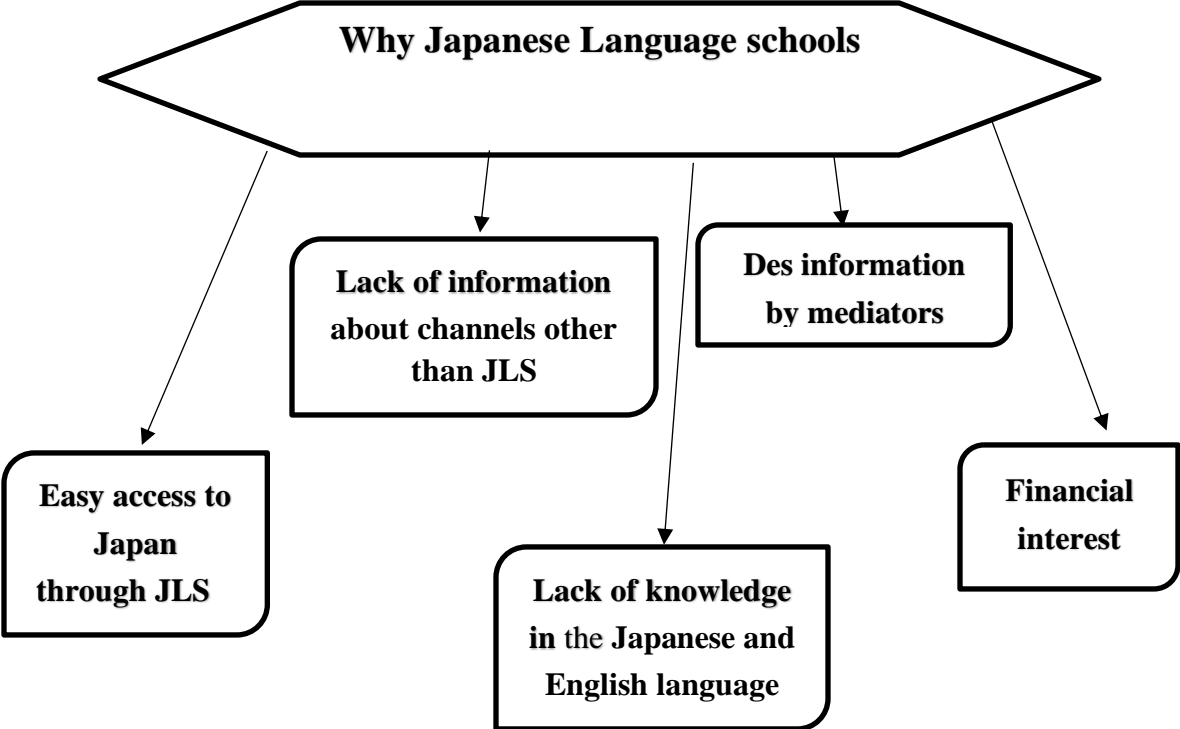 Why Japanese Language schools
Lack of information
about channels other
than JLS
Des information
by mediators
Easy access to
Japan
through JLS
Lack of knowledge
in the Japanese and
English language
Financial
interest